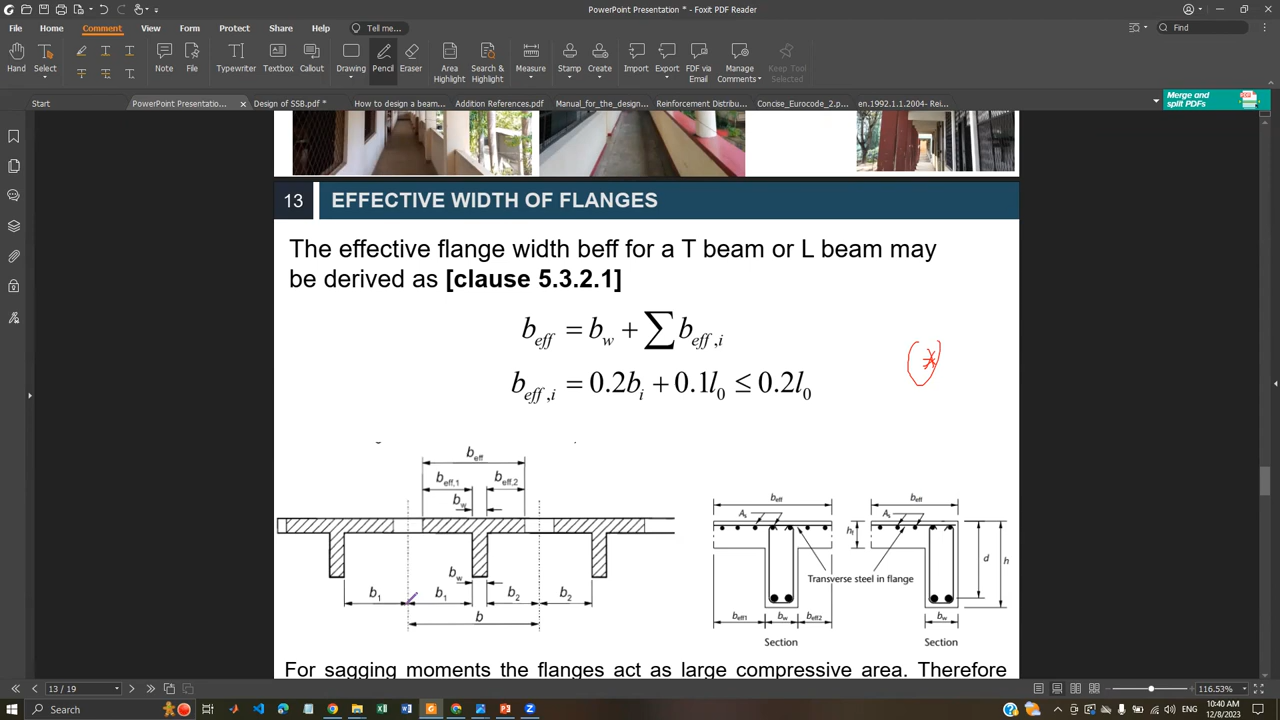 PowerPoint Presentation * - Foxit PDF Reader
File Home Comment View Form Protect Share Help Tell me... Find
Hand Select Note File Typewriter Textbox Callout Drawing Pencil Eraser Area Highlight Search & Highlight Measure Stamp Create Import Export FDF via Email Manage Comments Keep Tool Selected
Start PowerPoint Presentatio... Design of SSB.pdf * How to design a beam... Addition References.pdf Manual_for_the_design... Reinforcement Distribu... Concise_Eurocode_2.p... en.1992.1.1.2004- Rei... Merge and split PDFs
13 EFFECTIVE WIDTH OF FLANGES
The effective flange width beff for a T beam or L beam may
be derived as [clause 5.3.2.1]
b_eff = b_w + ∑ b_eff,i
b_eff,i = 0.2b_i + 0.1l_0 ≤ 0.2l_0
(*)
b_eff
b_eff,1 b_eff,2
b_w
b_w
b_1 b_1 b_2 b_2
b
b_eff b_eff
A_s A_s
h_f d h
Transverse steel in flange
b_eff1 b_w b_eff2 b_w
Section Section
For sagging moments the flanges act as large compressive area. Therefore
13 / 19 116.53%
Search 10:40 AM
12/8/2023